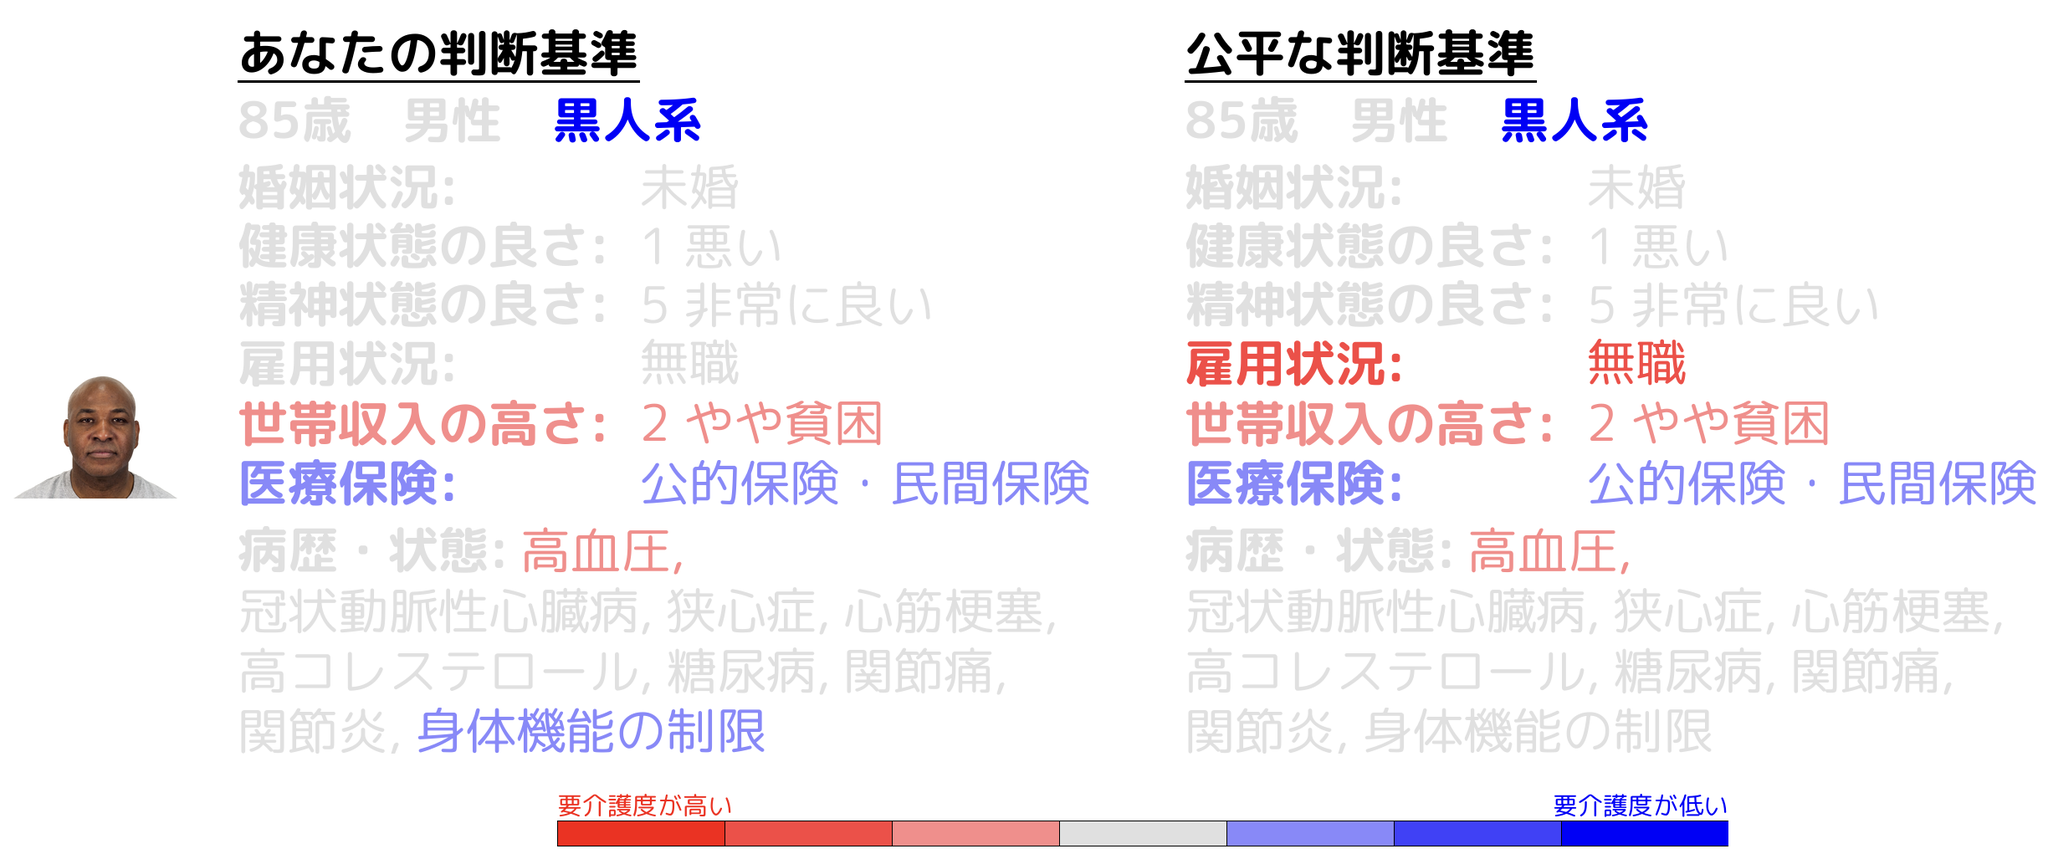 あなたの判断基準
85歳 男性 黒人系
婚姻状況: 未婚
健康状態の良さ: 1 悪い
精神状態の良さ: 5 非常に良い
雇用状況: 無職
世帯収入の高さ: 2 やや貧困
医療保険: 公的保険・民間保険
病歴・状態: 高血圧,
冠状動脈性心臓病, 狭心症, 心筋梗塞,
高コレステロール, 糖尿病, 関節痛,
関節炎, 身体機能の制限
公平な判断基準
85歳 男性 黒人系
婚姻状況: 未婚
健康状態の良さ: 1 悪い
精神状態の良さ: 5 非常に良い
雇用状況: 無職
世帯収入の高さ: 2 やや貧困
医療保険: 公的保険・民間保険
病歴・状態: 高血圧,
冠状動脈性心臓病, 狭心症, 心筋梗塞,
高コレステロール, 糖尿病, 関節痛,
関節炎, 身体機能の制限
要介護度が高い
要介護度が低い